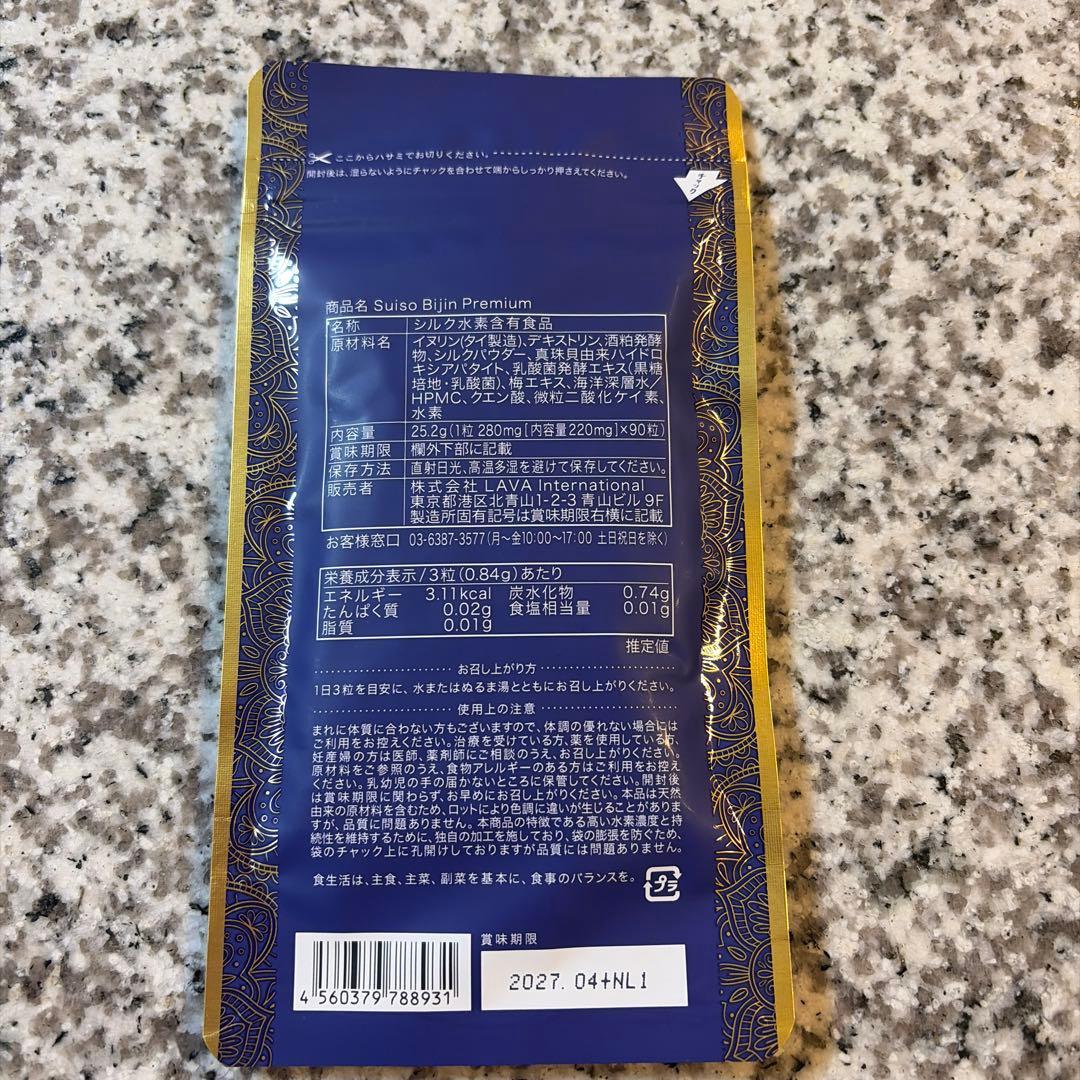 ここからハサミでお切りください。
開封後は、湿らないようにチャックを合わせて端からしっかり押さえてください。
チャック
商品名 Suiso Bijin Premium
名称 シルク水素含有食品
原材料名 イヌリン(タイ製造)、デキストリン、酒粕発酵
物、シルクパウダー、真珠貝由来ハイドロ
キシアパタイト、乳酸菌発酵エキス(黒糖
培地・乳酸菌)、梅エキス、海洋深層水/
HPMC、クエン酸、微粒二酸化ケイ素、
水素
内容量 25.2g(1粒 280mg[内容量220mg]×90粒)
賞味期限 欄外下部に記載
保存方法 直射日光、高温多湿を避けて保存してください。
販売者 株式会社 LAVA International
東京都港区北青山1-2-3 青山ビル 9F
製造所固有記号は賞味期限右横に記載
お客様窓口 03-6387-3577(月~金10:00~17:00 土日祝日を除く)
栄養成分表示/3粒(0.84g)あたり
エネルギー 3.11kcal 炭水化物 0.74g
たんぱく質 0.02g 食塩相当量 0.01g
脂質 0.01g
推定値
お召し上がり方
1日3粒を目安に、水またはぬるま湯とともにお召し上がりください。
使用上の注意
まれに体質に合わない方もございますので、体調の優れない場合には
ご利用をお控えください。治療を受けている方、薬を使用している方、
妊産婦の方は医師、薬剤師にご相談のうえ、お召し上がりください。
原材料をご参照のうえ、食物アレルギーのある方はご利用をお控え
ください。乳幼児の手の届かないところに保管してください。開封後
は賞味期限に関わらず、お早めにお召し上がりください。本品は天然
由来の原材料を含むため、ロットにより色調に違いが生じることがありま
すが、品質に問題ありません。本商品の特徴である高い水素濃度と持
続性を維持するために、独自の加工を施しており、袋の膨張を防ぐため、
袋のチャック上に孔開けしておりますが品質には問題ありません。
食生活は、主食、主菜、副菜を基本に、食事のバランスを。
プラ
賞味期限
2027. 04+NL1
4 560379 788931